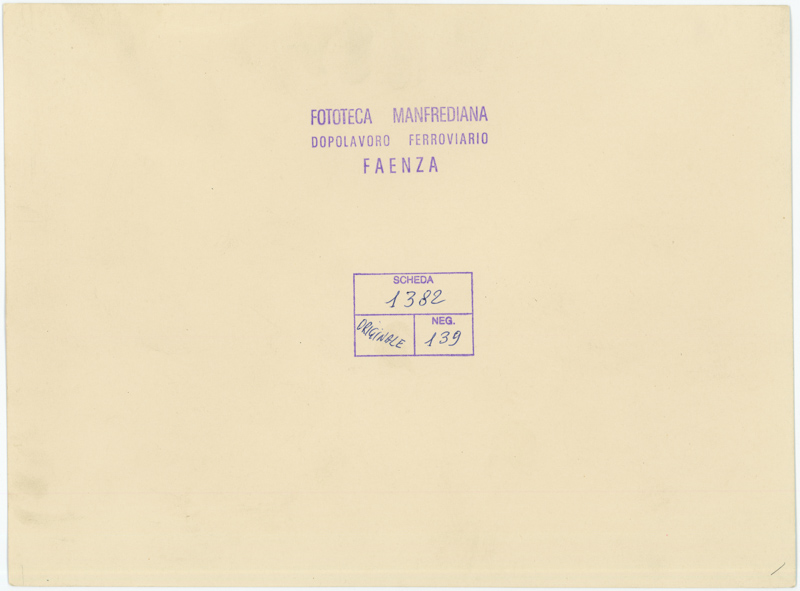 FOTOTECA MANFREDIANA
DOPOLAVORO FERROVIARIO
FAENZA
SCHEDA
1382
ORIGINALE
NEG.
139